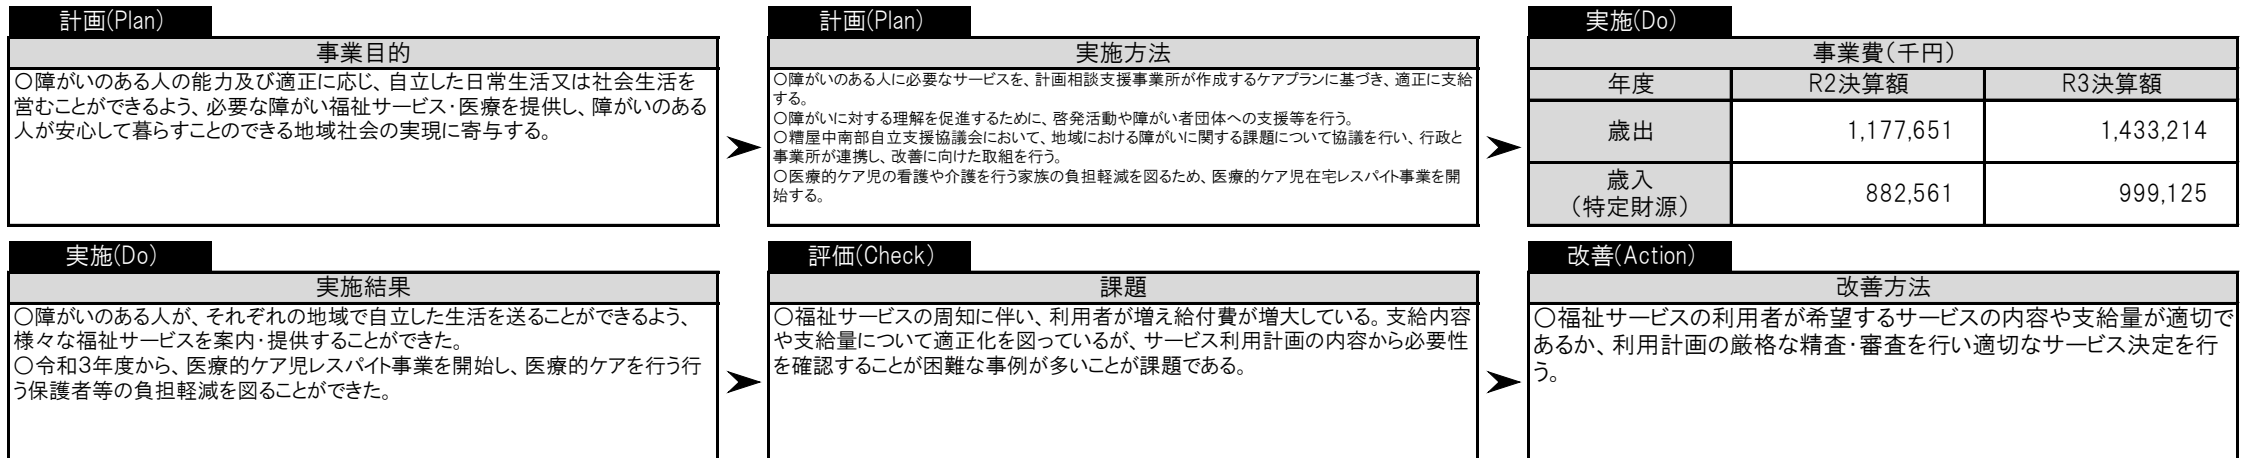 計画(Plan)
事業目的
○障がいのある人の能力及び適正に応じ、自立した日常生活又は社会生活を
営むことができるよう、必要な障がい福祉サービス・医療を提供し、障がいのある
人が安心して暮らすことのできる地域社会の実現に寄与する。
計画(Plan)
実施方法
○障がいのある人に必要なサービスを、計画相談支援事業所が作成するケアプランに基づき、適正に支給
する。
○障がいに対する理解を促進するために、啓発活動や障がい者団体への支援等を行う。
○糟屋中南部自立支援協議会において、地域における障がいに関する課題について協議を行い、行政と
事業所が連携し、改善に向けた取組を行う。
○医療的ケア児の看護や介護を行う家族の負担軽減を図るため、医療的ケア児在宅レスパイト事業を開
始する。
実施(Do)
事業費(千円)
年度 R2決算額 R3決算額
歳出 1,177,651 1,433,214
歳入
(特定財源) 882,561 999,125
実施(Do)
実施結果
○障がいのある人が、それぞれの地域で自立した生活を送ることができるよう、
様々な福祉サービスを案内・提供することができた。
○令和3年度から、医療的ケア児レスパイト事業を開始し、医療的ケアを行う行
う保護者等の負担軽減を図ることができた。
評価(Check)
課題
○福祉サービスの周知に伴い、利用者が増え給付費が増大している。支給内容
や支給量について適正化を図っているが、サービス利用計画の内容から必要性
を確認することが困難な事例が多いことが課題である。
改善(Action)
改善方法
○福祉サービスの利用者が希望するサービスの内容や支給量が適切で
あるか、利用計画の厳格な精査・審査を行い適切なサービス決定を行
う。